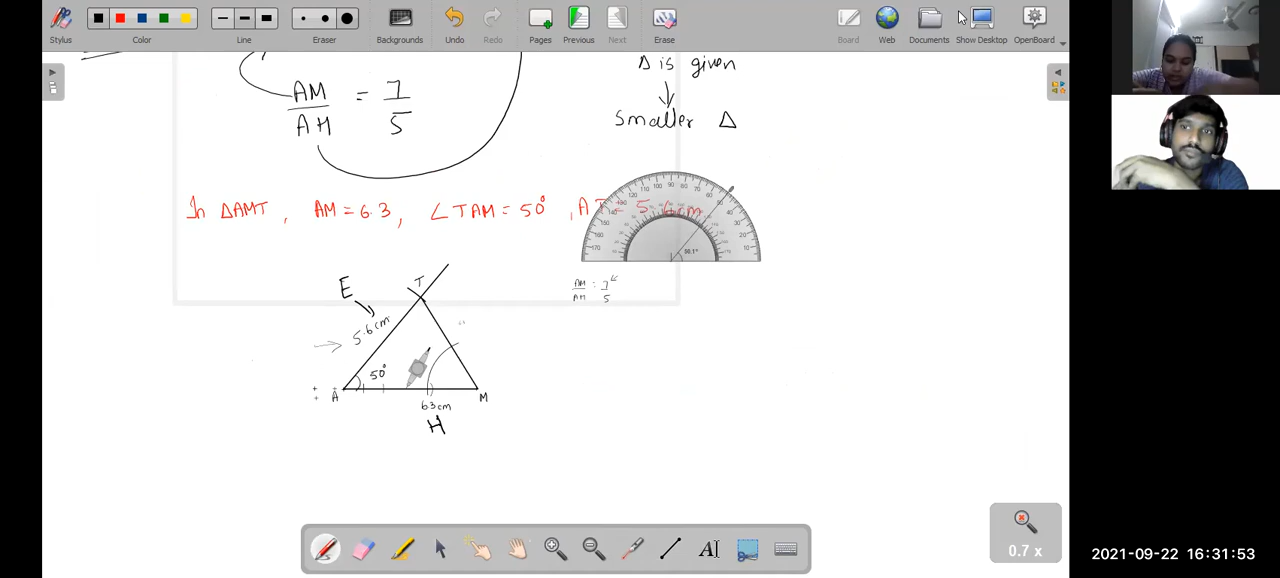 Stylus
Color
Line
Eraser
Backgrounds
Undo
Redo
Pages
Previous
Next
Erase
Board
Web
Documents
Show Desktop
OpenBoard
Δ is given
AM = 7
AH 5
Smaller Δ
In ΔAMT, AM = 6.3, ∠TAM = 50°, AT = 5.6cm
50.1°
AM = 7
AH 5
E
T
5.6cm
50°
A
M
6.3cm
H
0.7 x
2021-09-22 16:31:53